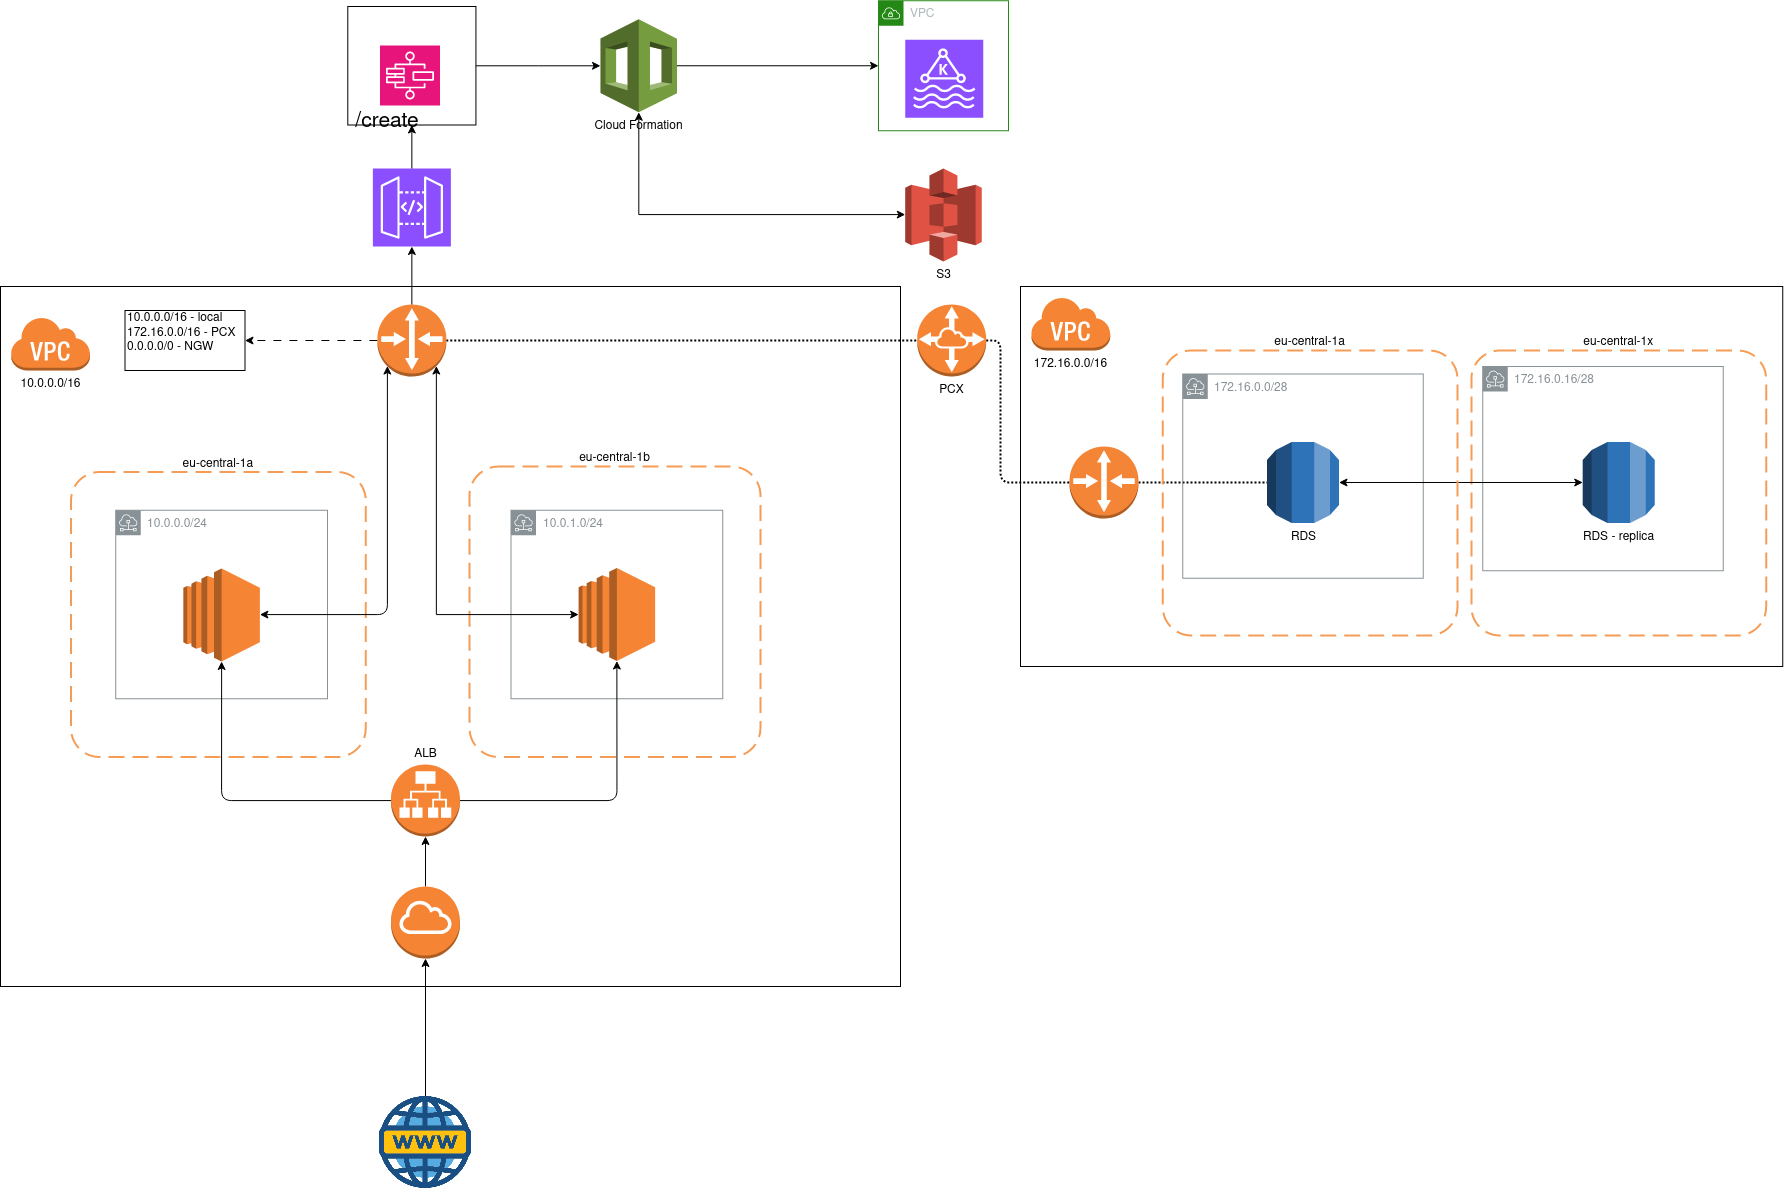 VPC
K
/create
Cloud Formation
</>
S3
VPC
10.0.0.0/16
10.0.0.0/16 - local
172.16.0.0/16 - PCX
0.0.0.0/0 - NGW
PCX
VPC
172.16.0.0/16
eu-central-1a
172.16.0.0/28
RDS
eu-central-1x
172.16.0.16/28
RDS - replica
eu-central-1a
10.0.0.0/24
eu-central-1b
10.0.1.0/24
ALB
WWW